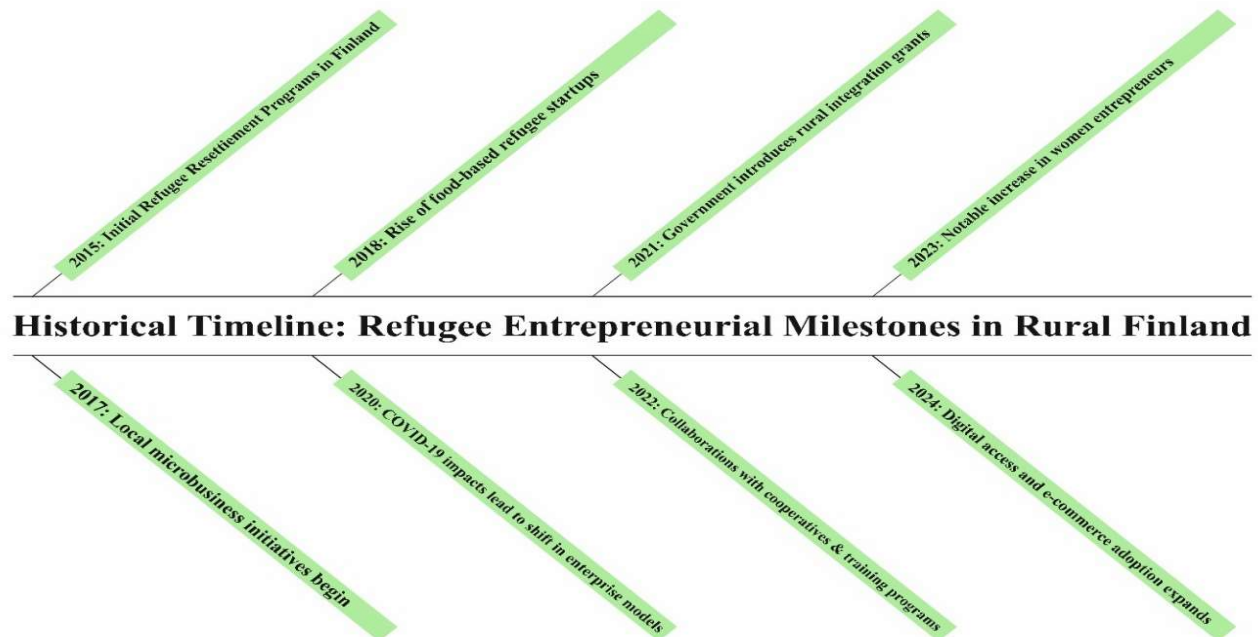 2015: Initial Refugee Resettiement Programs in Finland
2018: Rise of food-based refugee startups
2021: Government introduces rural integration grants
2023: Notable increase in women entrepreneurs
Historical Timeline: Refugee Entrepreneurial Milestones in Rural Finland
2017: Local microbusiness initiatives begin
2020: COVID-19 impacts lead to shift in enterprise models
2022: Collaborations with cooperatives & training programs
2024: Digital access and e-commerce adoption expands